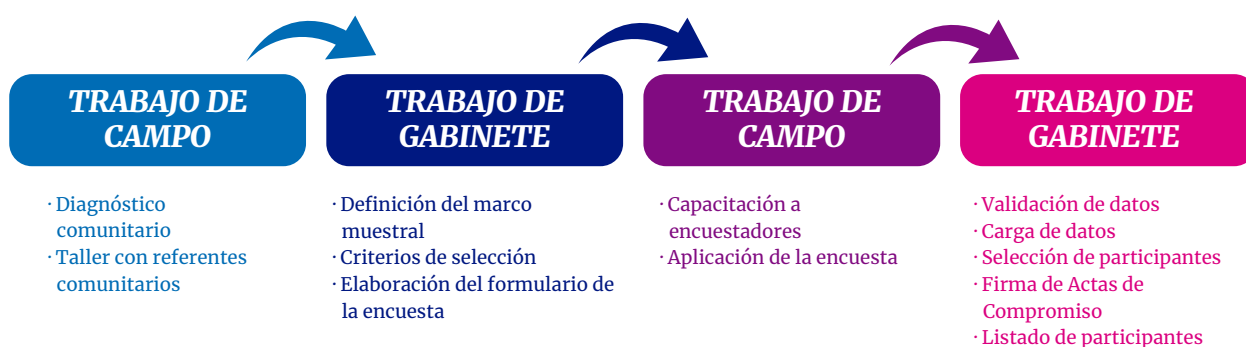 TRABAJO DE
CAMPO
· Diagnóstico
comunitario
· Taller con referentes
comunitarios
TRABAJO DE
GABINETE
· Definición del marco
muestral
· Criterios de selección
· Elaboración del formulario de
la encuesta
TRABAJO DE
CAMPO
· Capacitación a
encuestadores
· Aplicación de la encuesta
TRABAJO DE
GABINETE
· Validación de datos
· Carga de datos
· Selección de participantes
· Firma de Actas de
Compromiso
· Listado de participantes